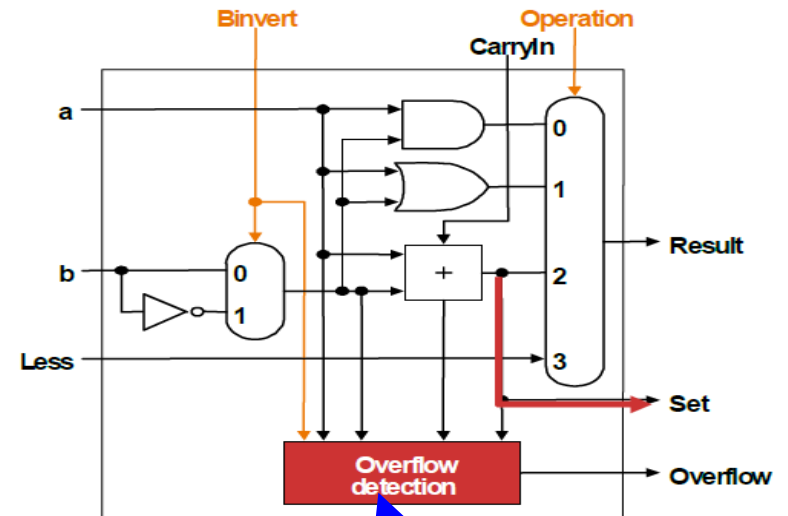 Binvert
Operation
CarryIn
a
0
1
Result
b
0
+
2
1
Less
3
Set
Overflow
detection
Overflow